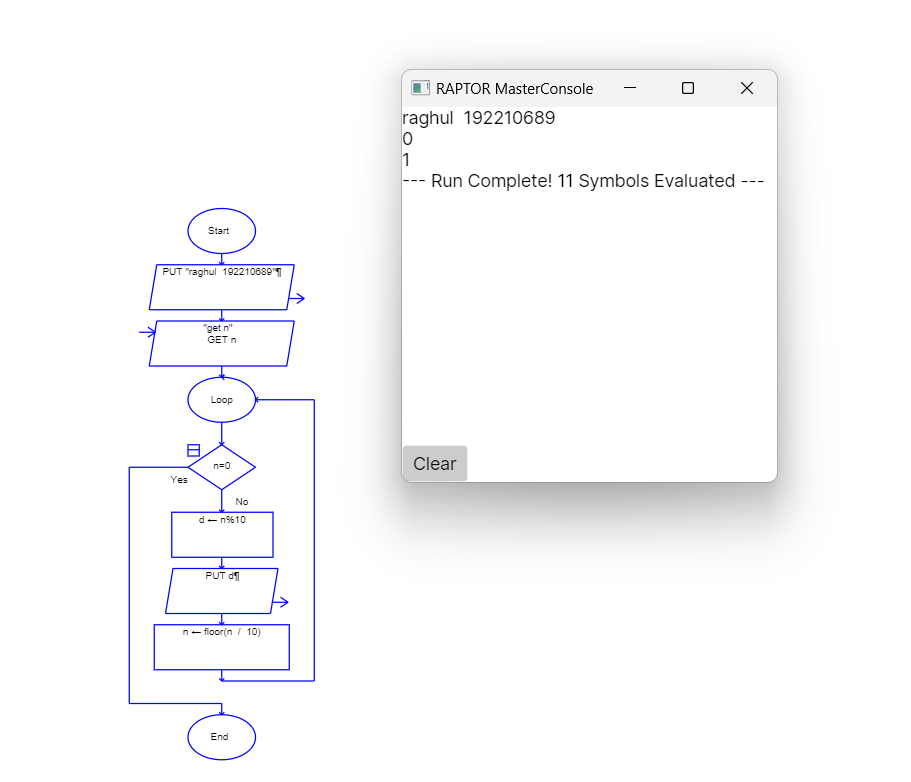 RAPTOR MasterConsole
raghul  192210689
0
1
--- Run Complete! 11 Symbols Evaluated ---
Clear
Start
PUT "raghul  192210689"¶
"get n"
GET n
Loop
n=0
Yes
No
d ← n%10
PUT d¶
n ← floor(n / 10)
End